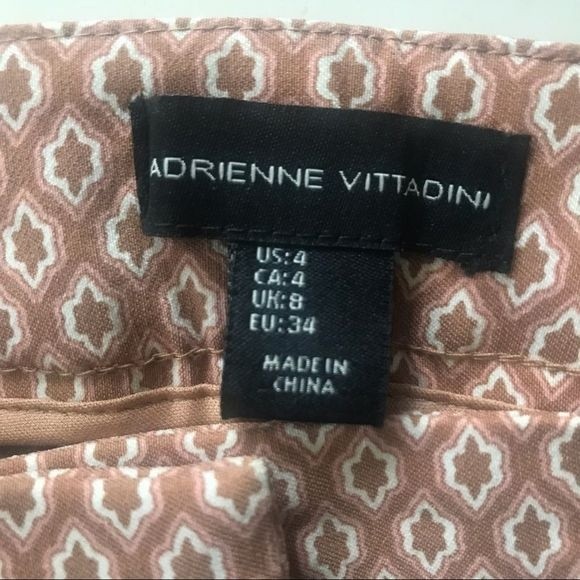 ADRIENNE VITTADINI
US:4
CA:4
UK:8
EU:34
MADE IN
CHINA